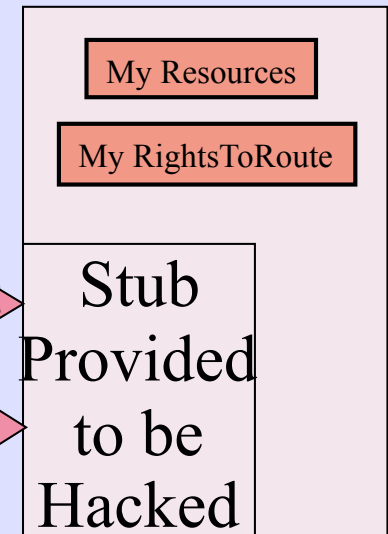 My Resources
My RightsToRoute
Stub
Provided
to be
Hacked